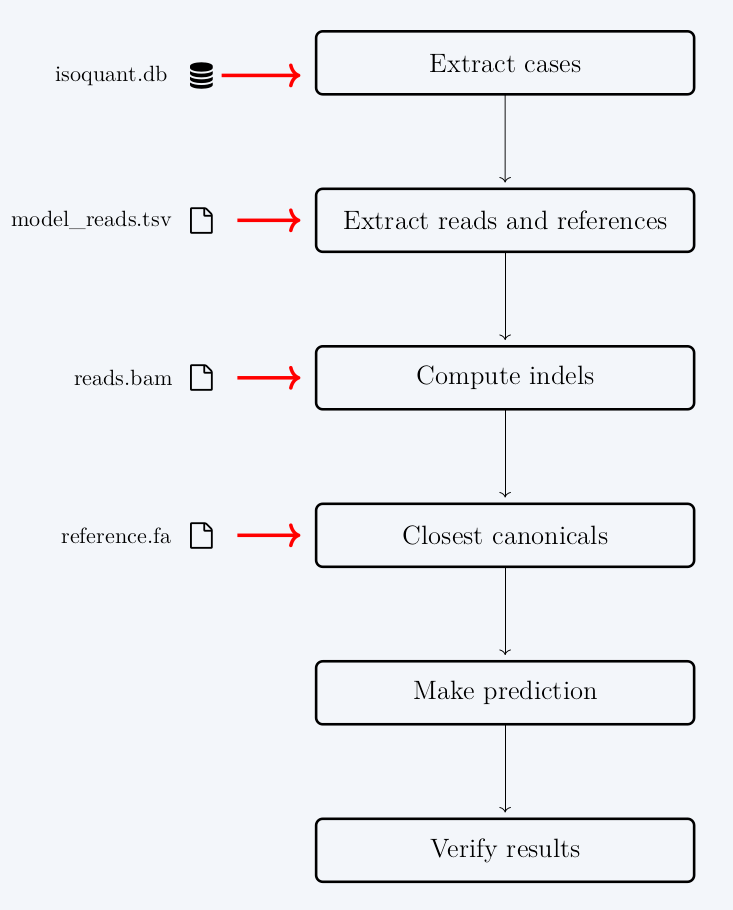 isoquant.db
Extract cases
model_reads.tsv
Extract reads and references
reads.bam
Compute indels
reference.fa
Closest canonicals
Make prediction
Verify results